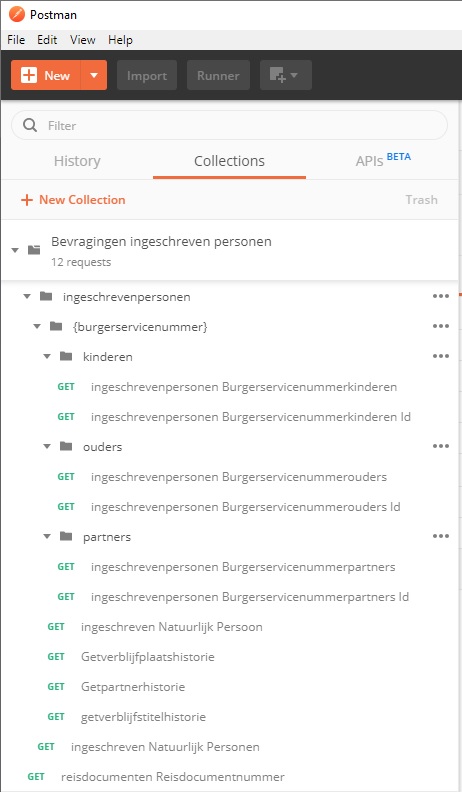 Postman
File Edit View Help
New Import Runner
Filter
History Collections APIs BETA
New Collection Trash
Bevragingen ingeschreven personen
12 requests
ingeschrevenpersonen
{burgerservicenummer}
kinderen
GET ingeschrevenpersonen Burgerservicenummerkinderen
GET ingeschrevenpersonen Burgerservicenummerkinderen Id
ouders
GET ingeschrevenpersonen Burgerservicenummerouders
GET ingeschrevenpersonen Burgerservicenummerouders Id
partners
GET ingeschrevenpersonen Burgerservicenummerpartners
GET ingeschrevenpersonen Burgerservicenummerpartners Id
GET ingeschreven Natuurlijk Persoon
GET Getverblijfplaatshistorie
GET Getpartnerhistorie
GET getverblijfstitelhistorie
GET ingeschreven Natuurlijk Personen
GET reisdocumenten Reisdocumentnummer